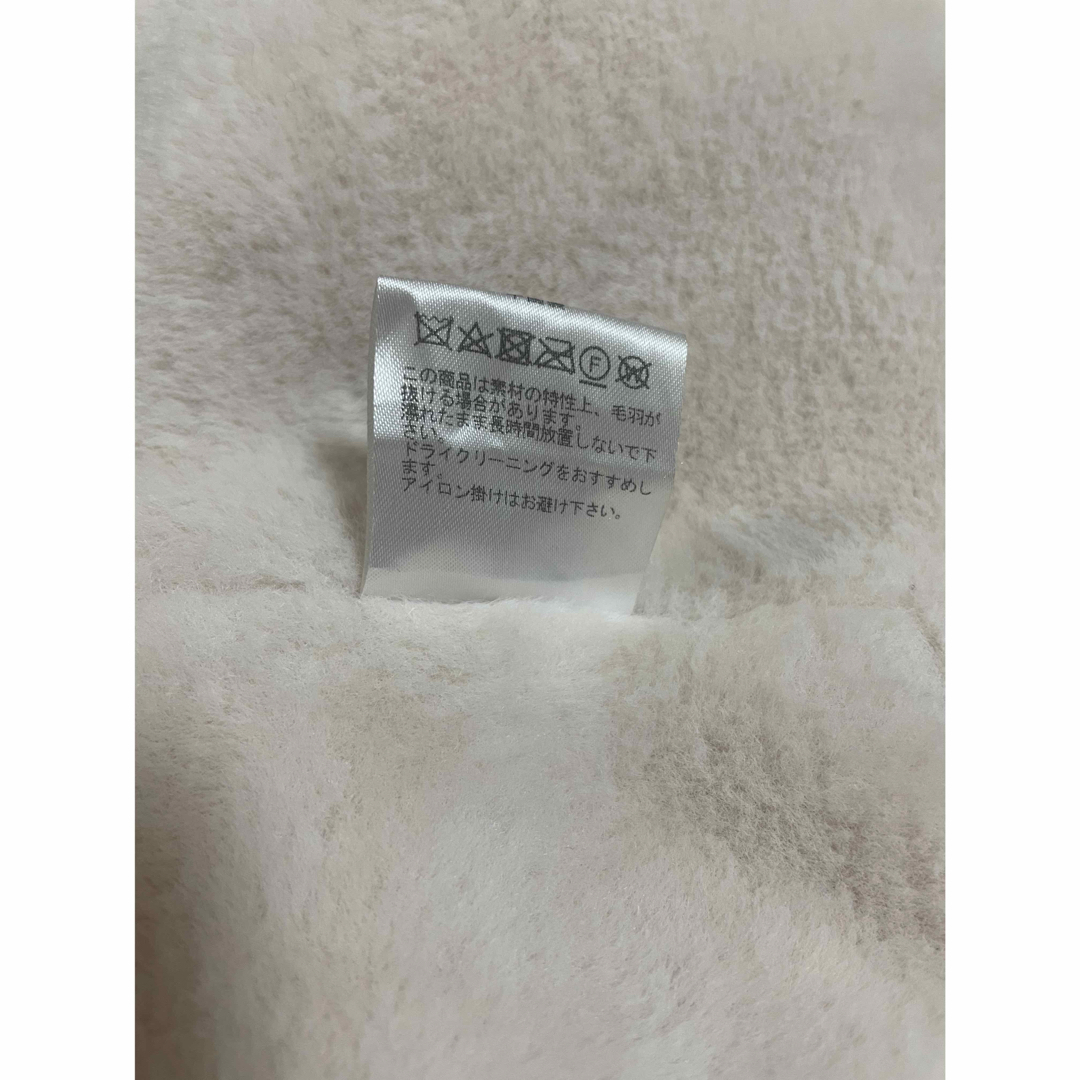 F W
この商品は素材の特性上、毛羽が
抜ける場合があります。
濡れたまま長時間放置しないで下
さい。
ドライクリーニングをおすすめし
ます。
アイロン掛けはお避け下さい。